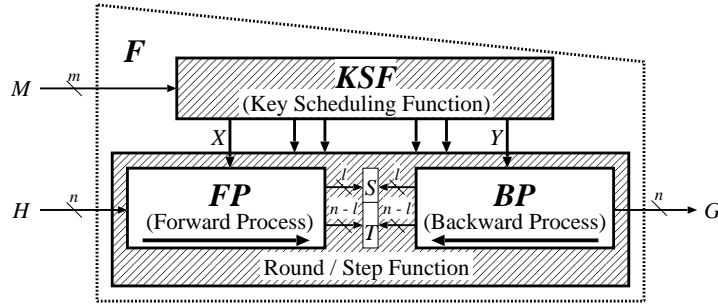 F
KSF
(Key Scheduling Function)
M
m
X
Y
FP
(Forward Process)
l
S
l
BP
(Backward Process)
H
n
n - l
T
n - l
n
G
Round / Step Function